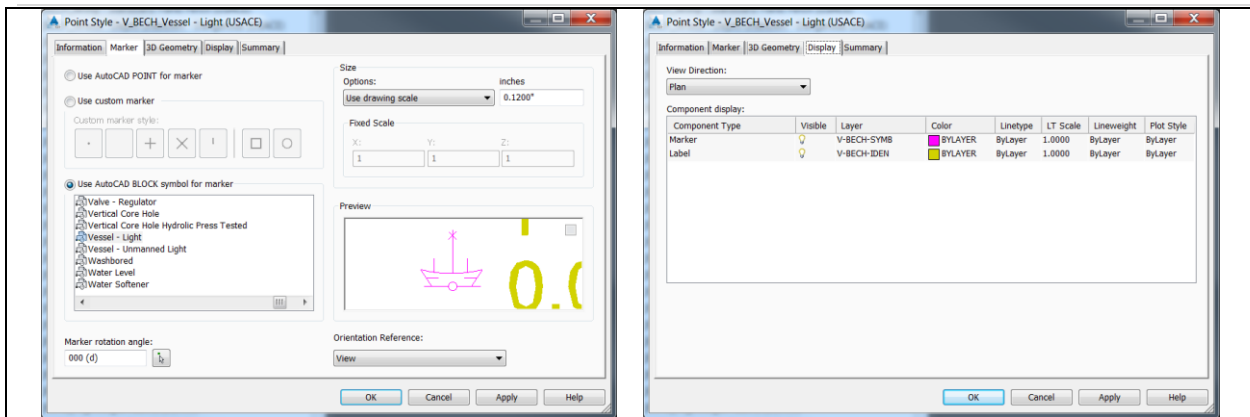 Point Style - V_BECH_Vessel - Light (USACE)
Information Marker 3D Geometry Display Summary
Use AutoCAD POINT for marker
Use custom marker
Custom marker style:
Use AutoCAD BLOCK symbol for marker
Valve - Regulator
Vertical Core Hole
Vertical Core Hole Hydrolic Press Tested
Vessel - Light
Vessel - Unmanned Light
Washbored
Water Level
Water Softener
Marker rotation angle:
000 (d)
Size
Options: inches
Use drawing scale 0.1200"
Fixed Scale
X: Y: Z:
1 1 1
Preview
0.0
Orientation Reference:
View
OK Cancel Apply Help
Point Style - V_BECH_Vessel - Light (USACE)
Information Marker 3D Geometry Display Summary
View Direction:
Plan
Component display:
Component Type Visible Layer Color Linetype LT Scale Lineweight Plot Style
Marker V-BECH-SYMB BYLAYER ByLayer 1.0000 ByLayer ByLayer
Label V-BECH-IDEN BYLAYER ByLayer 1.0000 ByLayer ByLayer
OK Cancel Apply Help